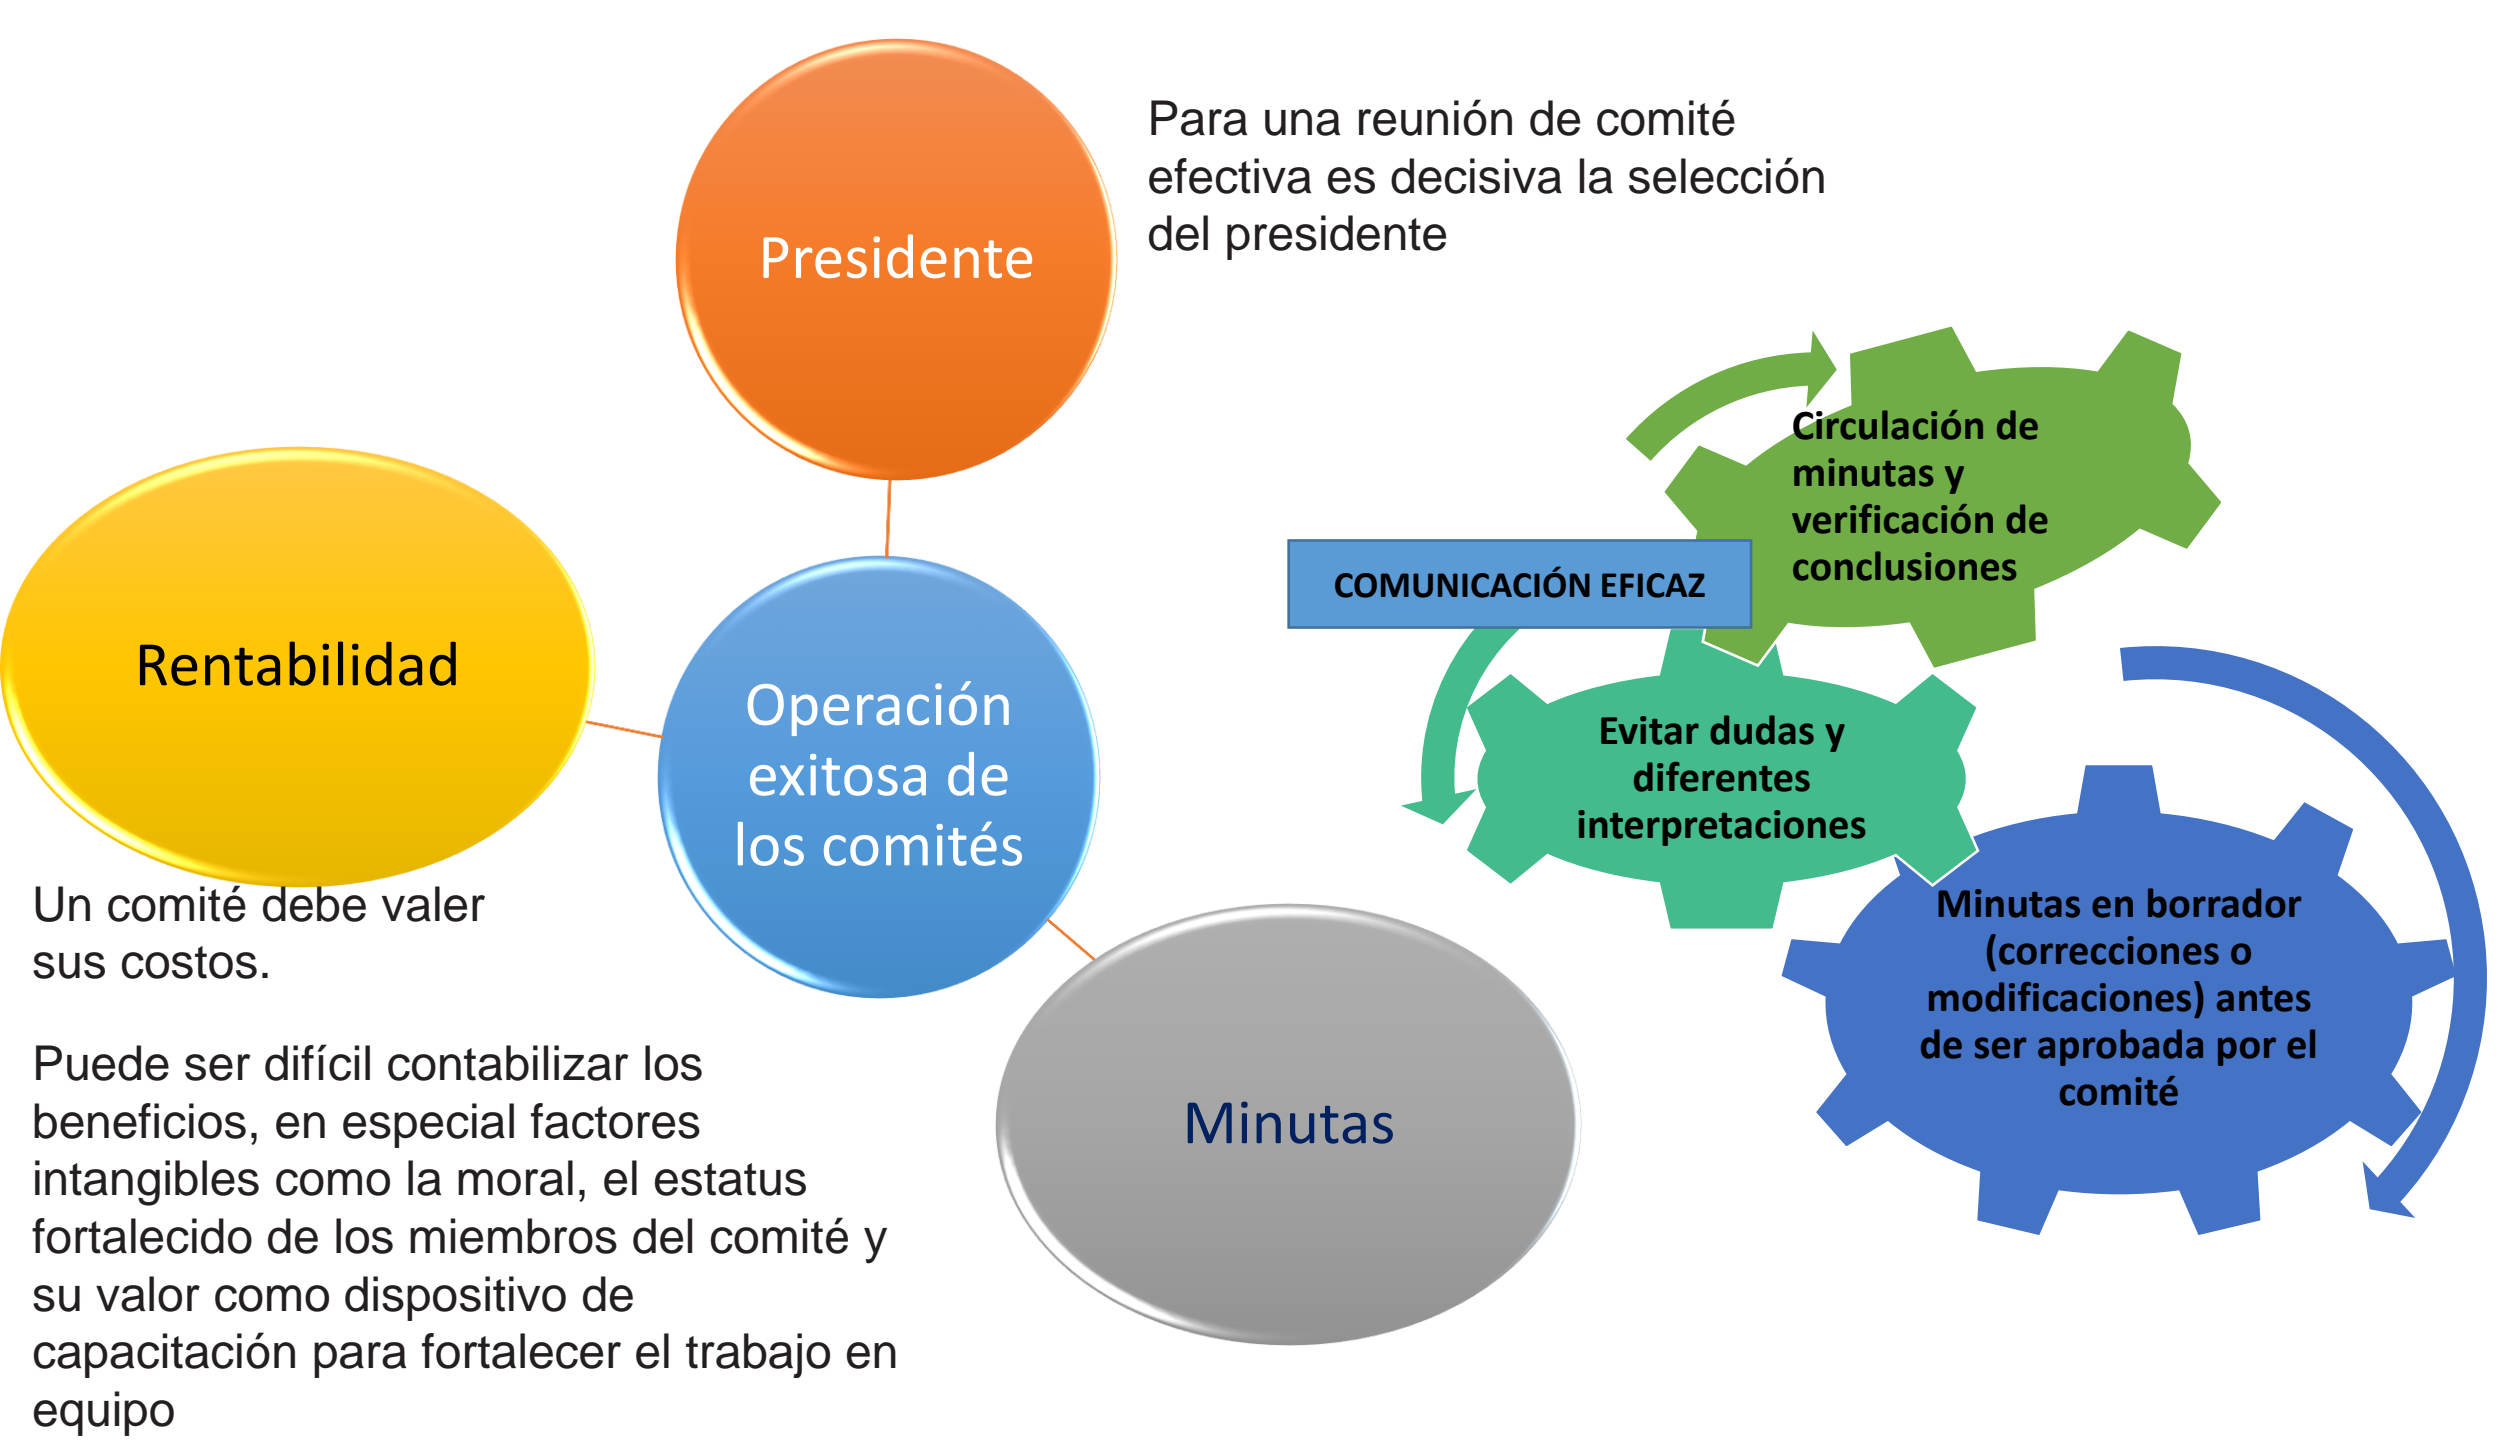 Presidente
Para una reunión de comité
efectiva es decisiva la selección
del presidente
Circulación de
minutas y
verificación de
conclusiones
COMUNICACIÓN EFICAZ
Rentabilidad
Operación
exitosa de
los comités
Evitar dudas y
diferentes
interpretaciones
Minutas en borrador
(correcciones o
modificaciones) antes
de ser aprobada por el
comité
Un comité debe valer
sus costos.
Puede ser difícil contabilizar los
beneficios, en especial factores
intangibles como la moral, el estatus
fortalecido de los miembros del comité y
su valor como dispositivo de
capacitación para fortalecer el trabajo en
equipo
Minutas